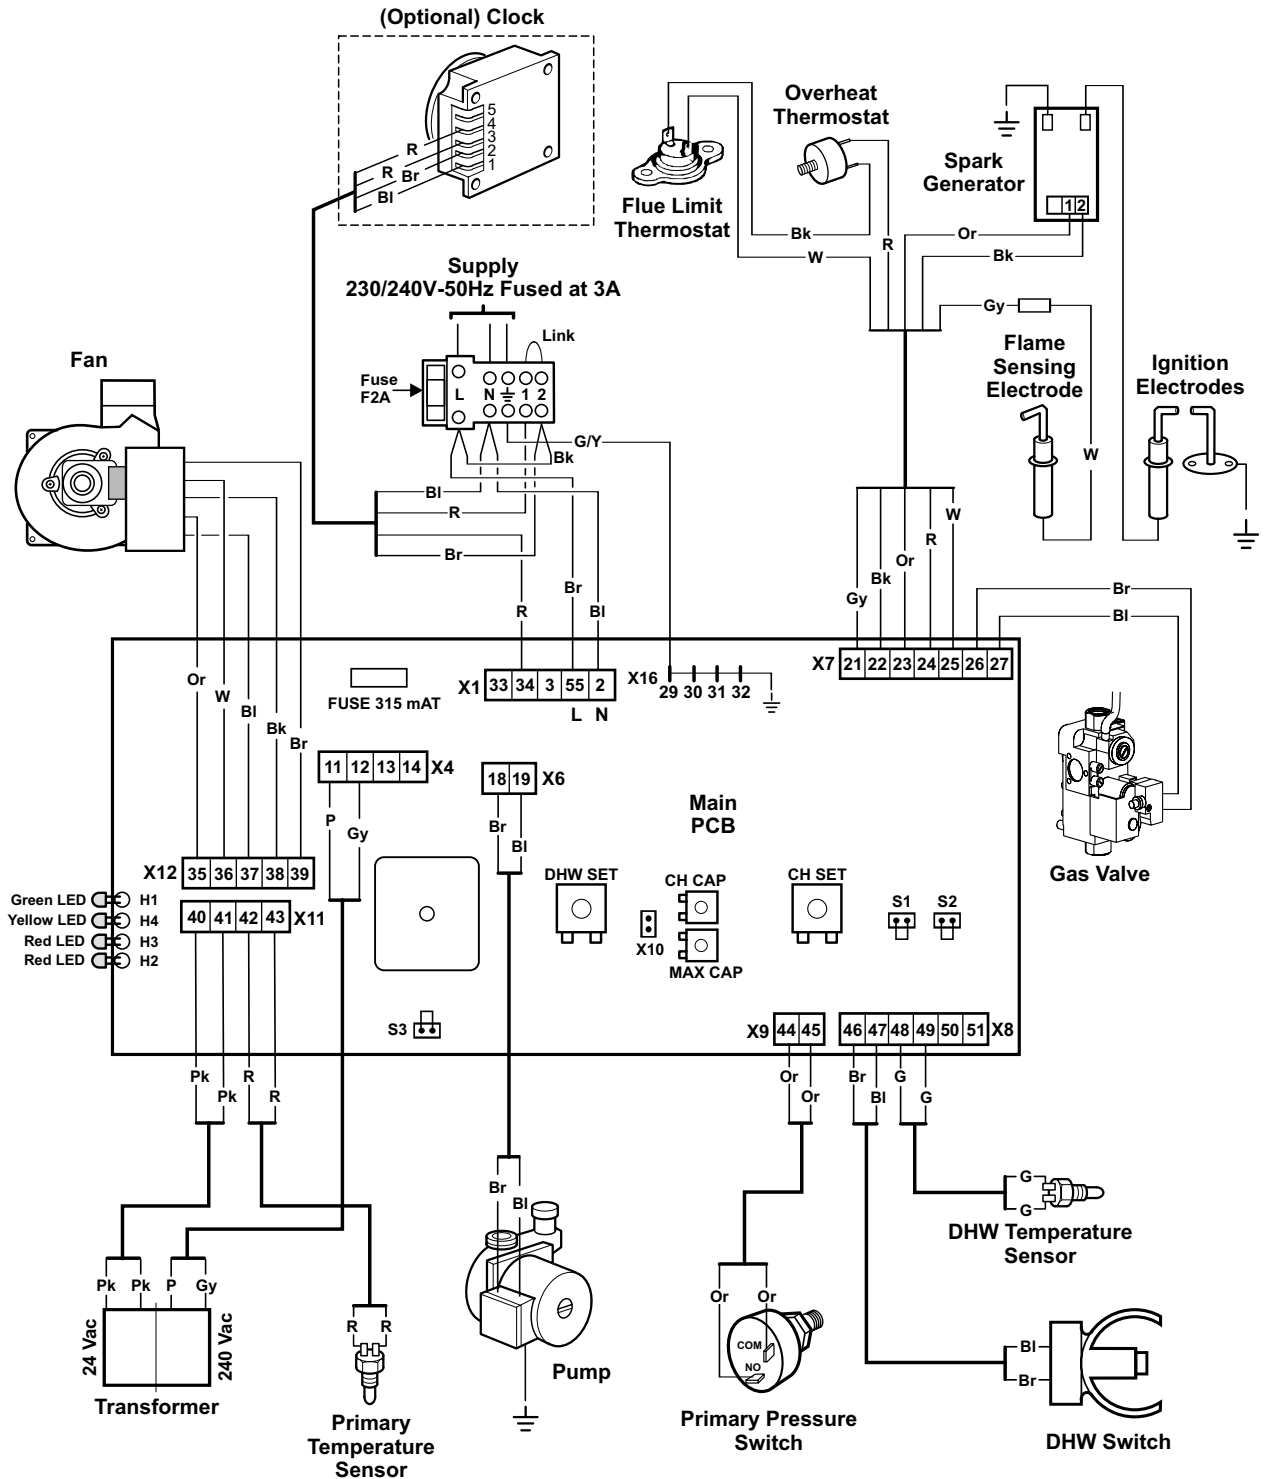 (Optional) Clock
5
4
3
2
1
R
R
Br
Bl
Overheat
Thermostat
Flue Limit
Thermostat
Spark
Generator
1 2
Bk
W
R
Or
Bk
Gy
Supply
230/240V-50Hz Fused at 3A
Link
Fuse
F2A
L N 1 2
Fan
Flame
Sensing
Electrode
Ignition
Electrodes
W
G/Y
Bk
Bl
R
Br
R
Br
Bl
W
R
Or
Bk
Gy
Br
Bl
Or
W
Bl
Bk
Br
FUSE 315 mAT
X1 33 34 3 55 2
L N
X16
29 30 31 32
X7 21 22 23 24 25 26 27
11 12 13 14 X4
P
Gy
18 19 X6
Br
Bl
Main
PCB
Gas Valve
X12 35 36 37 38 39
40 41 42 43 X11
Green LED H1
Yellow LED H4
Red LED H3
Red LED H2
DHW SET
CH CAP
X10
MAX CAP
CH SET
S1
S2
S3
X9 44 45
46 47 48 49 50 51 X8
Pk
Pk
R
R
Or
Or
Br
Bl
G
G
Br
Bl
G
G
DHW Temperature
Sensor
Pk Pk P Gy
24 Vac
240 Vac
Transformer
R R
Primary
Temperature
Sensor
Pump
Or Or
COM
NO
Primary Pressure
Switch
Bl
Br
DHW Switch